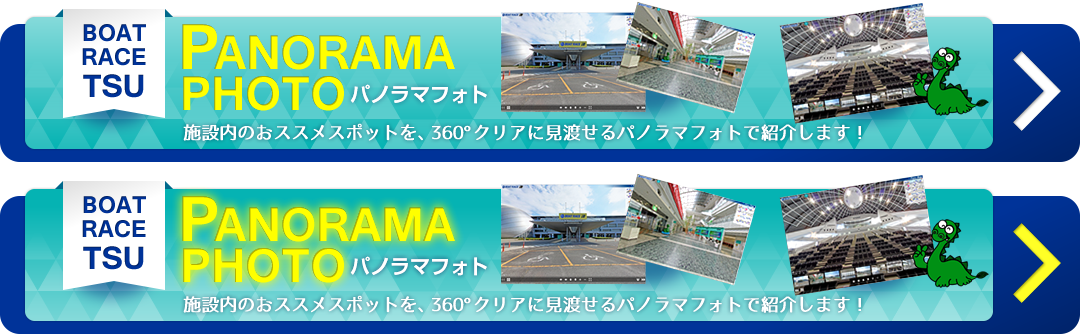 BOAT
RACE
TSU
PANORAMA
PHOTO パノラマフォト
施設内のおススメスポットを、360°クリアに見渡せるパノラマフォトで紹介します！
BOAT
RACE
TSU
PANORAMA
PHOTO パノラマフォト
施設内のおススメスポットを、360°クリアに見渡せるパノラマフォトで紹介します！